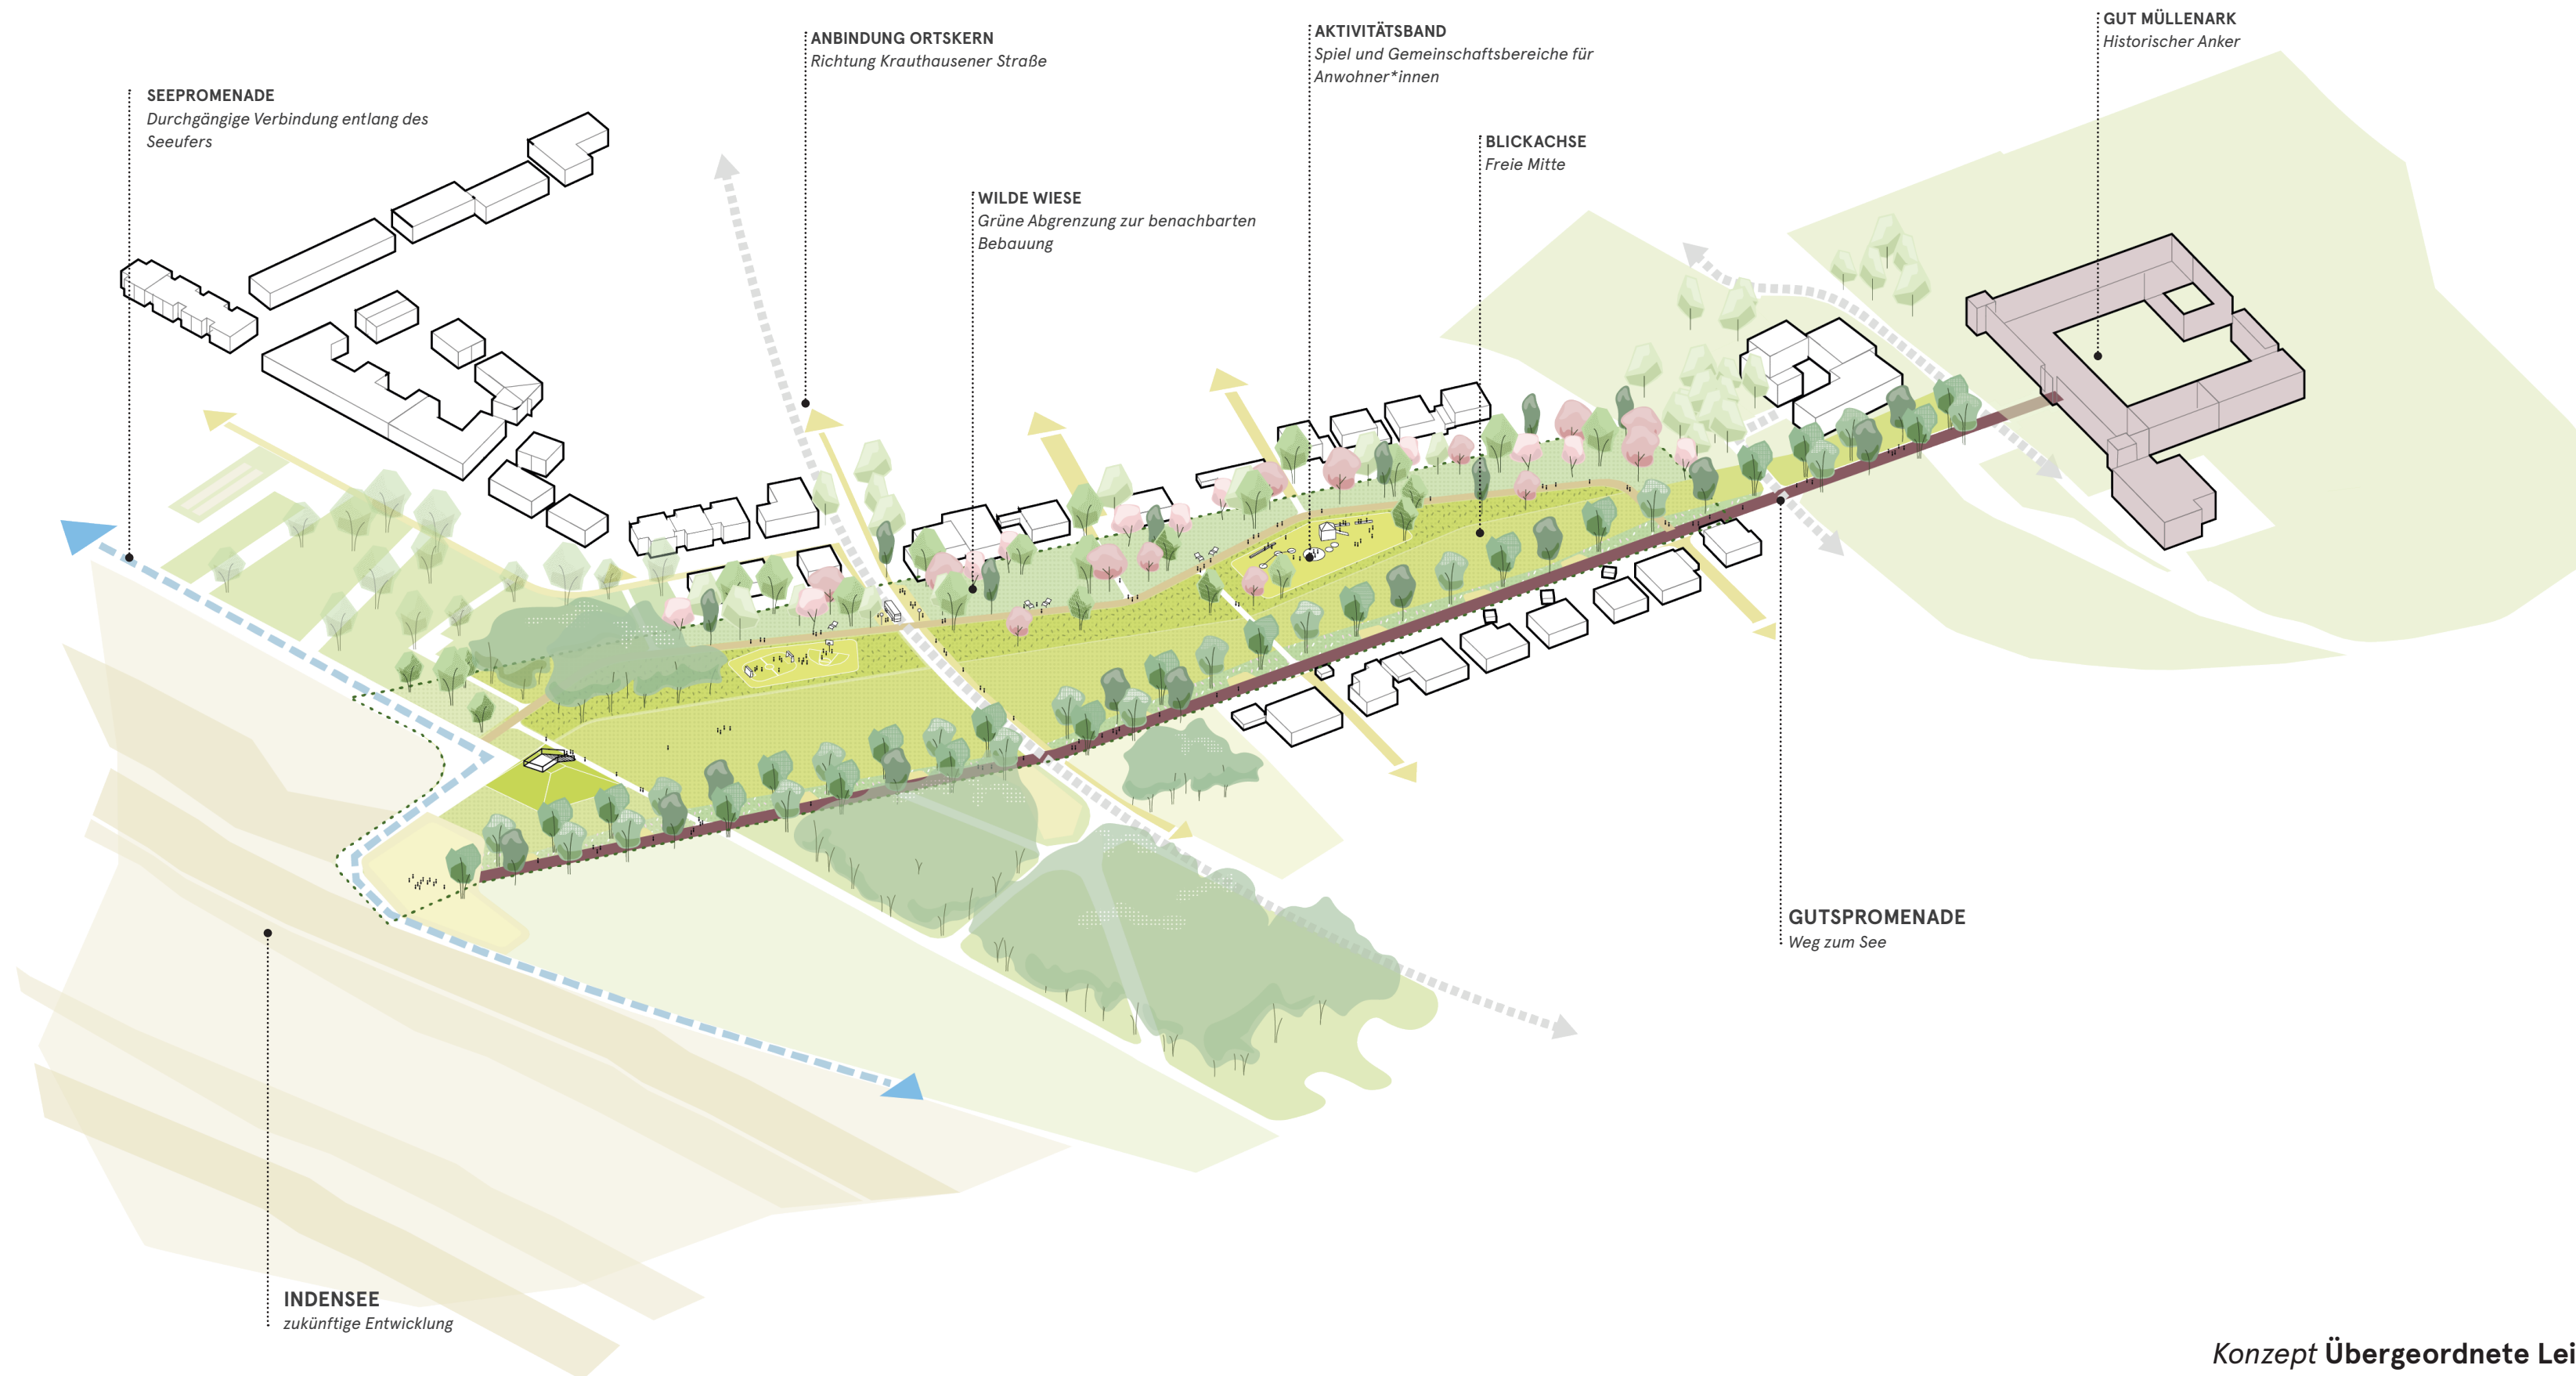 GUT MÜLLENARK
Historischer Anker
AKTIVITÄTSBAND
Spiel und Gemeinschaftsbereiche für
Anwohner*innen
ANBINDUNG ORTSKERN
Richtung Krauthausener Straße
SEEPROMENADE
Durchgängige Verbindung entlang des
Seeufers
BLICKACHSE
Freie Mitte
WILDE WIESE
Grüne Abgrenzung zur benachbarten
Bebauung
GUTSPROMENADE
Weg zum See
INDENSEE
zukünftige Entwicklung
Konzept Übergeordnete Lei